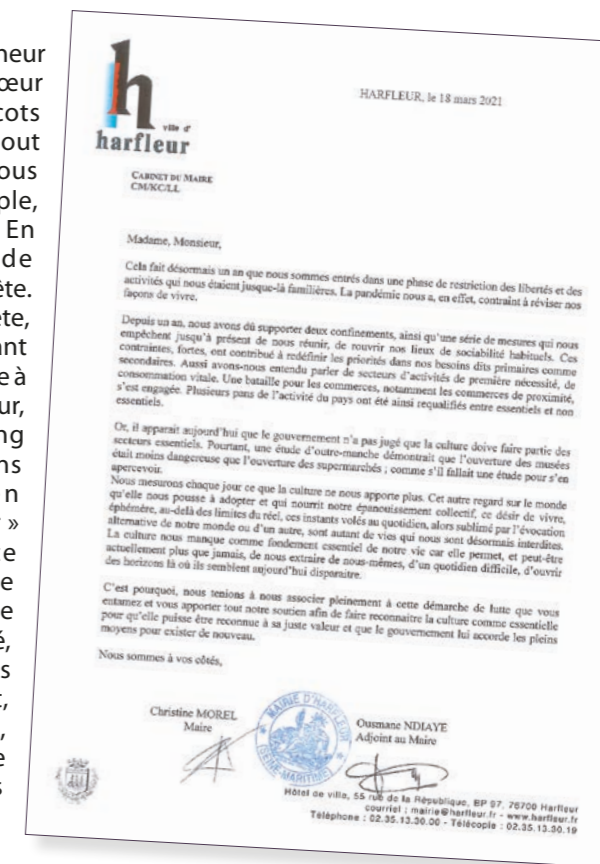 neur
œur
cots
out
ous
ple,
En
de
ète.
ète,
ant
e à
ur,
ng
ns
n
»
e
e
é,
s
,
e
s
h
ville d'
harfleur
HARFLEUR, le 18 mars 2021
CABINET DU MAIRE
CM/KC/LL
Madame, Monsieur,
Cela fait désormais un an que nous sommes entrés dans une phase de restriction des libertés et des
activités qui nous étaient jusque-là familières. La pandémie nous a, en effet, contraint à réviser nos
façons de vivre.
Depuis un an, nous avons dû supporter deux confinements, ainsi qu'une série de mesures qui nous
empêchent jusqu'à présent de nous réunir, de rouvrir nos lieux de sociabilité habituels. Ces
contraintes, fortes, ont contribué à redéfinir les priorités dans nos besoins dits primaires comme
secondaires. Aussi avons-nous entendu parler de secteurs d'activités de première nécessité, de
consommation vitale. Une bataille pour les commerces, notamment les commerces de proximité,
s'est engagée. Plusieurs pans de l'activité du pays ont été ainsi requalifiés entre essentiels et non
essentiels.
Or, il apparait aujourd'hui que le gouvernement n'a pas jugé que la culture doive faire partie des
secteurs essentiels. Pourtant, une étude d'outre-manche démontrait que l'ouverture des musées
était moins dangereuse que l'ouverture des supermarchés ; comme s'il fallait une étude pour s'en
apercevoir.
Nous mesurons chaque jour ce que la culture ne nous apporte plus. Cet autre regard sur le monde
qu'elle nous pousse à adopter et qui nourrit notre épanouissement collectif, ce désir de vivre,
éphémère, au-delà des limites du réel, ces instants volés au quotidien, alors sublimé par l'évocation
alternative de notre monde ou d'un autre, sont autant de vies qui nous sont désormais interdites.
La culture nous manque comme fondement essentiel de notre vie car elle permet, et peut-être
actuellement plus que jamais, de nous extraire de nous-mêmes, d'un quotidien difficile, d'ouvrir
des horizons là où ils semblent aujourd'hui disparaitre.
C'est pourquoi, nous tenions à nous associer pleinement à cette démarche de lutte que vous
entamez et vous apporter tout notre soutien afin de faire reconnaitre la culture comme essentielle
pour qu'elle puisse être reconnue à sa juste valeur et que le gouvernement lui accorde les pleins
moyens pour exister de nouveau.
Nous sommes à vos côtés,
Christine MOREL
Maire
MAIRIE D'HARFLEUR
(SEINE-MARITIME)
Ousmane NDIAYE
Adjoint au Maire
Hôtel de ville, 55 rue de la République, BP 97, 76700 Harfleur
courriel : mairie@harfleur.fr - www.harfleur.fr
Téléphone : 02.35.13.30.00 - Télécopie : 02.35.13.30.19